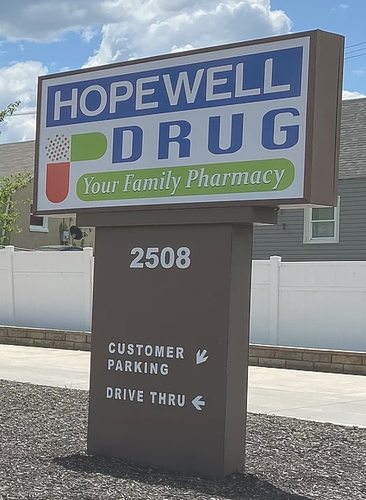 HOPEWELL
DRUG
Your Family Pharmacy
2508
CUSTOMER
PARKING
DRIVE THRU